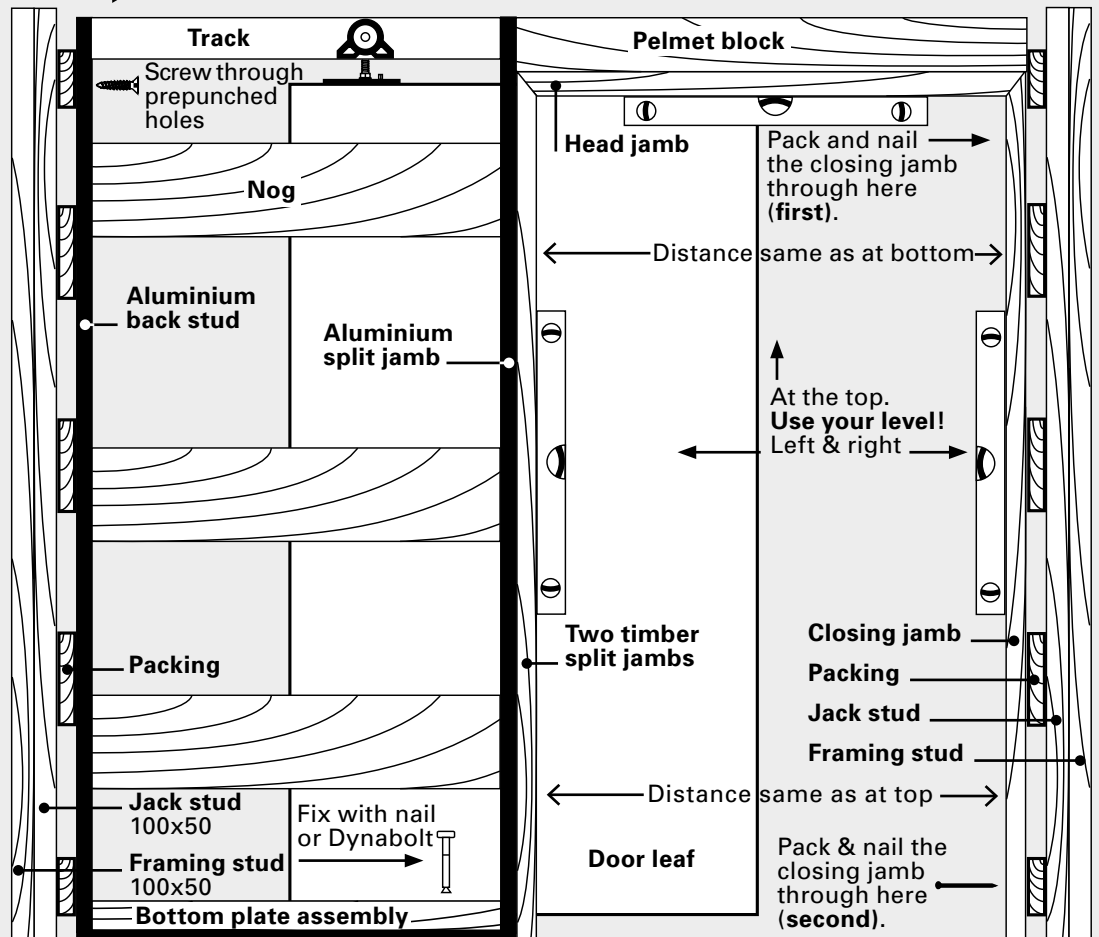 Track
Pelmet block
Screw through
prepunched
holes
Head jamb
Pack and nail
the closing jamb
through here
(first).
Nog
Distance same as at bottom
Aluminium
back stud
Aluminium
split jamb
At the top.
Use your level!
Left & right
Two timber
split jambs
Closing jamb
Packing
Packing
Jack stud
Framing stud
Distance same as at top
Jack stud
100x50
Fix with nail
or Dynabolt
Framing stud
100x50
Door leaf
Pack & nail the
closing jamb
through here
(second).
Bottom plate assembly